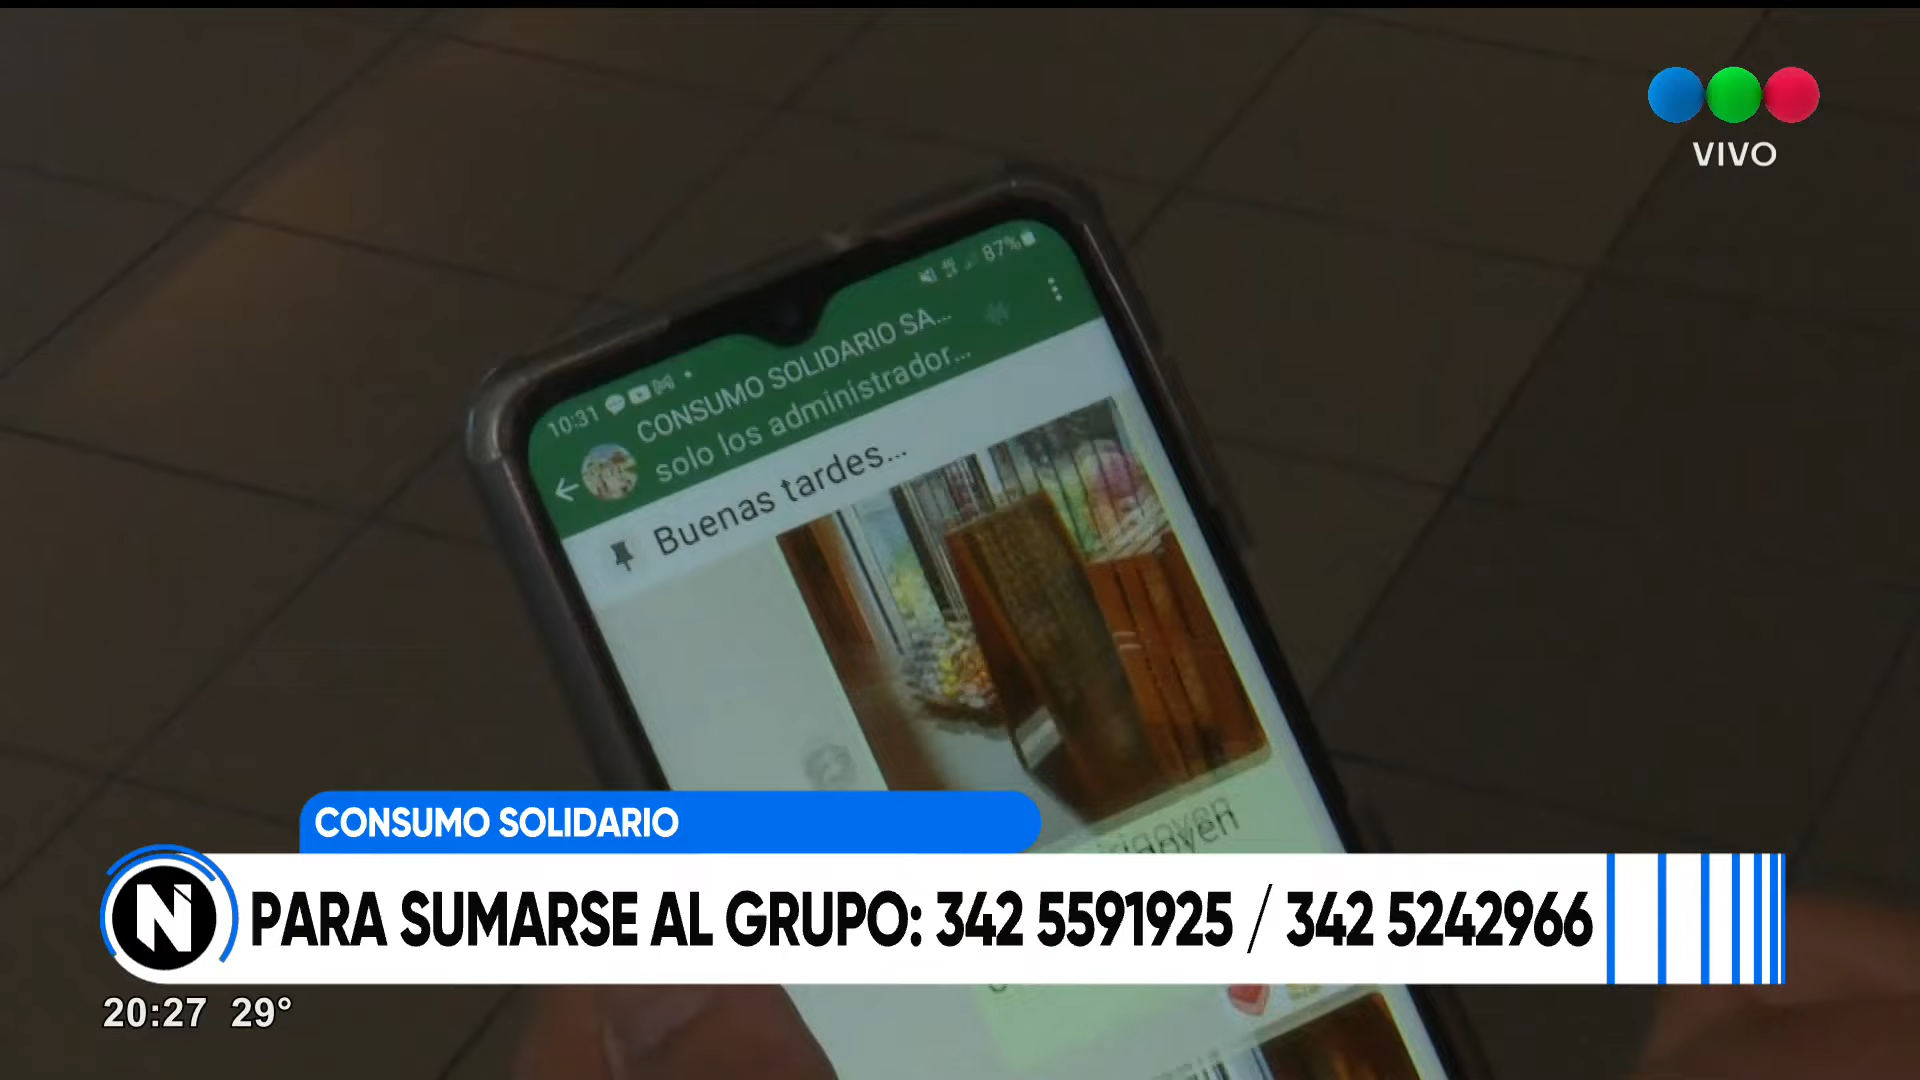 VIVO
87%
10:31
CONSUMO SOLIDARIO SA...
solo los administrador...
Buenas tardes...
CONSUMO SOLIDARIO
N PARA SUMARSE AL GRUPO: 342 5591925 / 342 5242966
20:27 29°